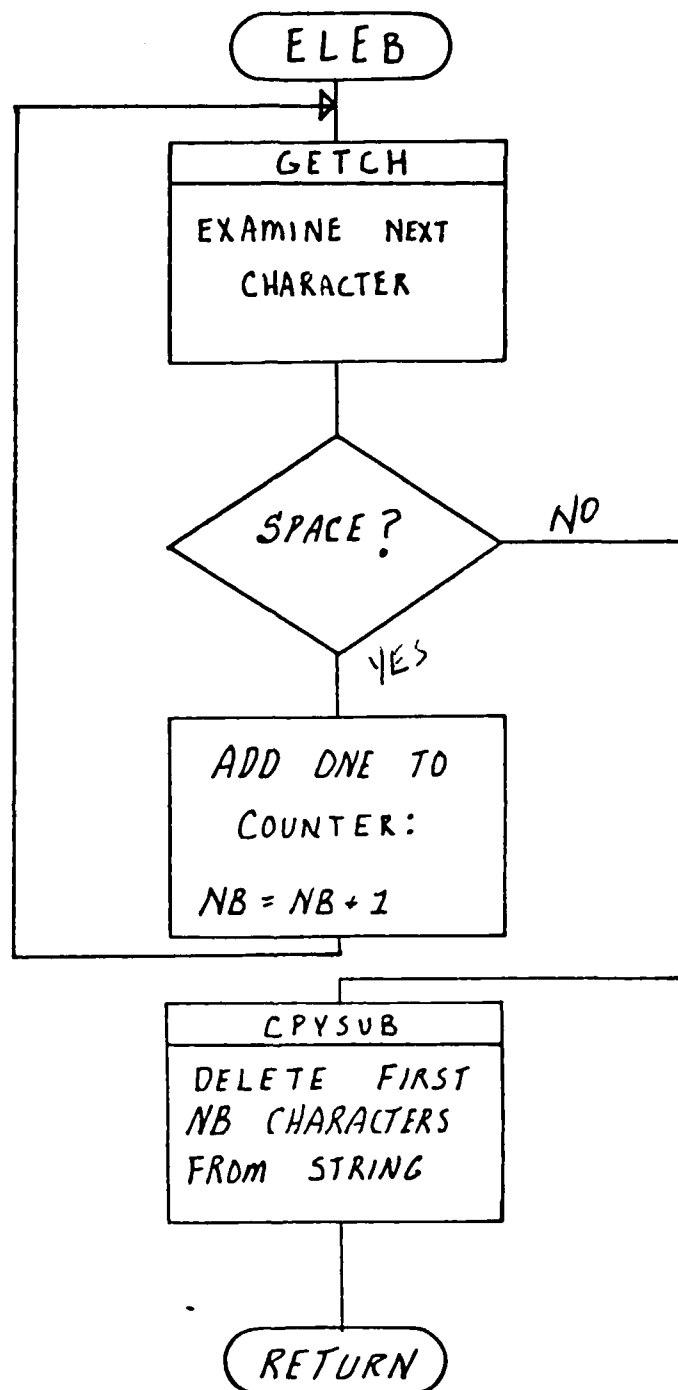 ELEB
GETCH
EXAMINE NEXT
CHARACTER
SPACE?
NO
YES
ADD ONE TO
COUNTER:
NB = NB + 1
CPYSUB
DELETE FIRST
NB CHARACTERS
FROM STRING
RETURN